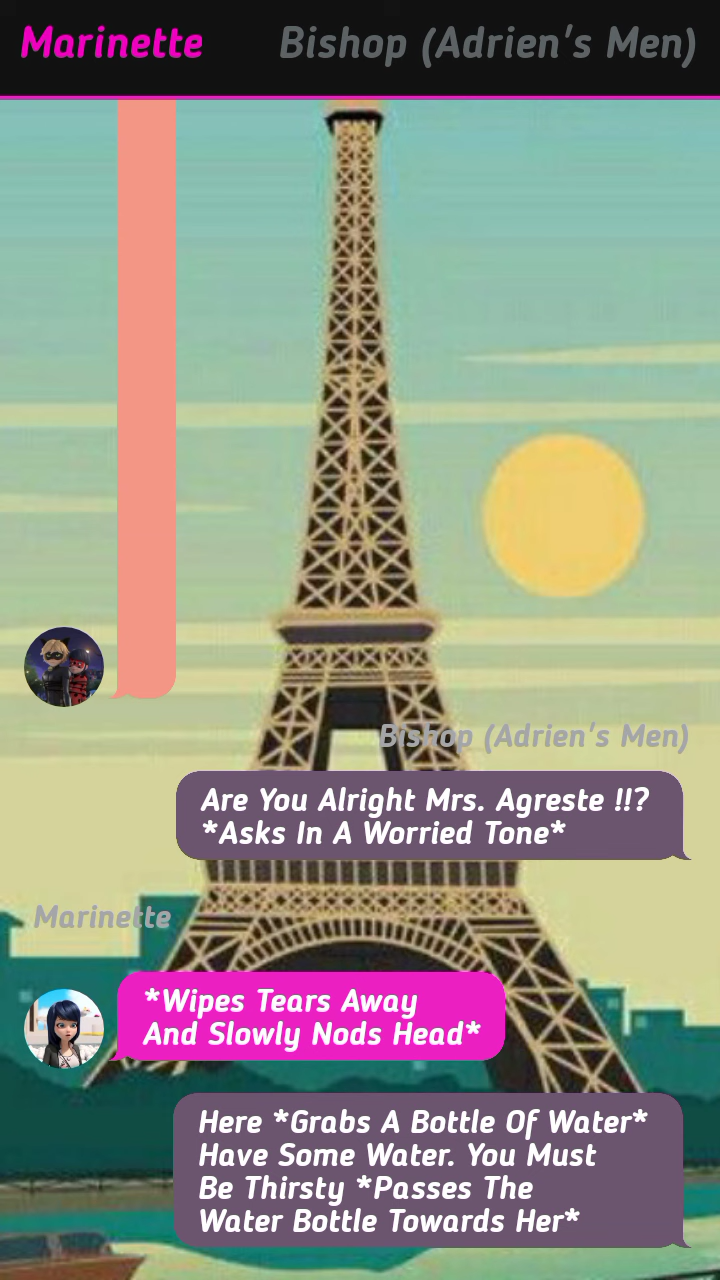 Marinette Bishop (Adrien's Men)
Bishop (Adrien's Men)
Are You Alright Mrs. Agreste !!?
*Asks In A Worried Tone*
Marinette
*Wipes Tears Away
And Slowly Nods Head*
Here *Grabs A Bottle Of Water*
Have Some Water. You Must
Be Thirsty *Passes The
Water Bottle Towards Her*